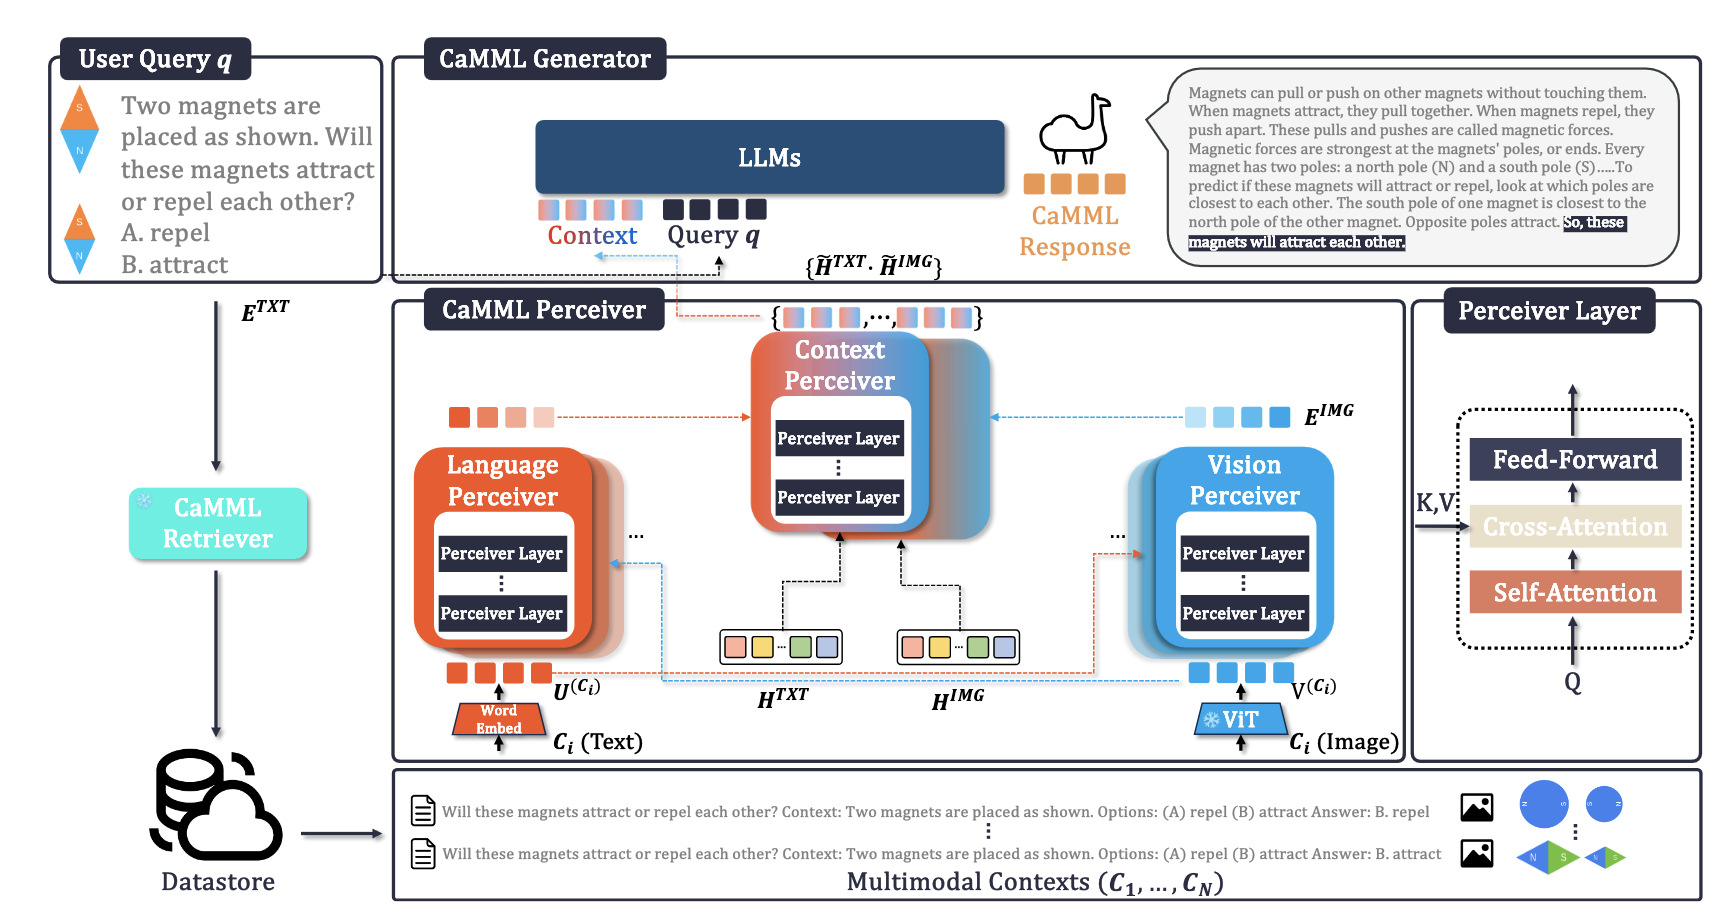 User Query q
S
N
Two magnets are
placed as shown. Will
these magnets attract
or repel each other?
A. repel
B. attract
S
N
E^TXT
CaMML
Retriever
Datastore
CaMML Generator
LLMs
Context
Query q
{H̃^TXT · H̃^IMG}
CaMML
Response
Magnets can pull or push on other magnets without touching them.
When magnets attract, they pull together. When magnets repel, they
push apart. These pulls and pushes are called magnetic forces.
Magnetic forces are strongest at the magnets' poles, or ends. Every
magnet has two poles: a north pole (N) and a south pole (S).....To
predict if these magnets will attract or repel, look at which poles are
closest to each other. The south pole of one magnet is closest to the
north pole of the other magnet. Opposite poles attract. So, these
magnets will attract each other.
CaMML Perceiver
{ ,..., }
Context
Perceiver
Perceiver Layer
Perceiver Layer
E^IMG
Language
Perceiver
Perceiver Layer
Perceiver Layer
...
...
Vision
Perceiver
Perceiver Layer
Perceiver Layer
U^(C_i)
Word
Embed
C_i (Text)
H^TXT
H^IMG
V^(C_i)
ViT
C_i (Image)
Perceiver Layer
Feed-Forward
K,V
Cross-Attention
Self-Attention
Q
Will these magnets attract or repel each other? Context: Two magnets are placed as shown. Options: (A) repel (B) attract Answer: B. repel
N S S N
Will these magnets attract or repel each other? Context: Two magnets are placed as shown. Options: (A) repel (B) attract Answer: B. attract
N S N S
Multimodal Contexts (C_1, ..., C_N)